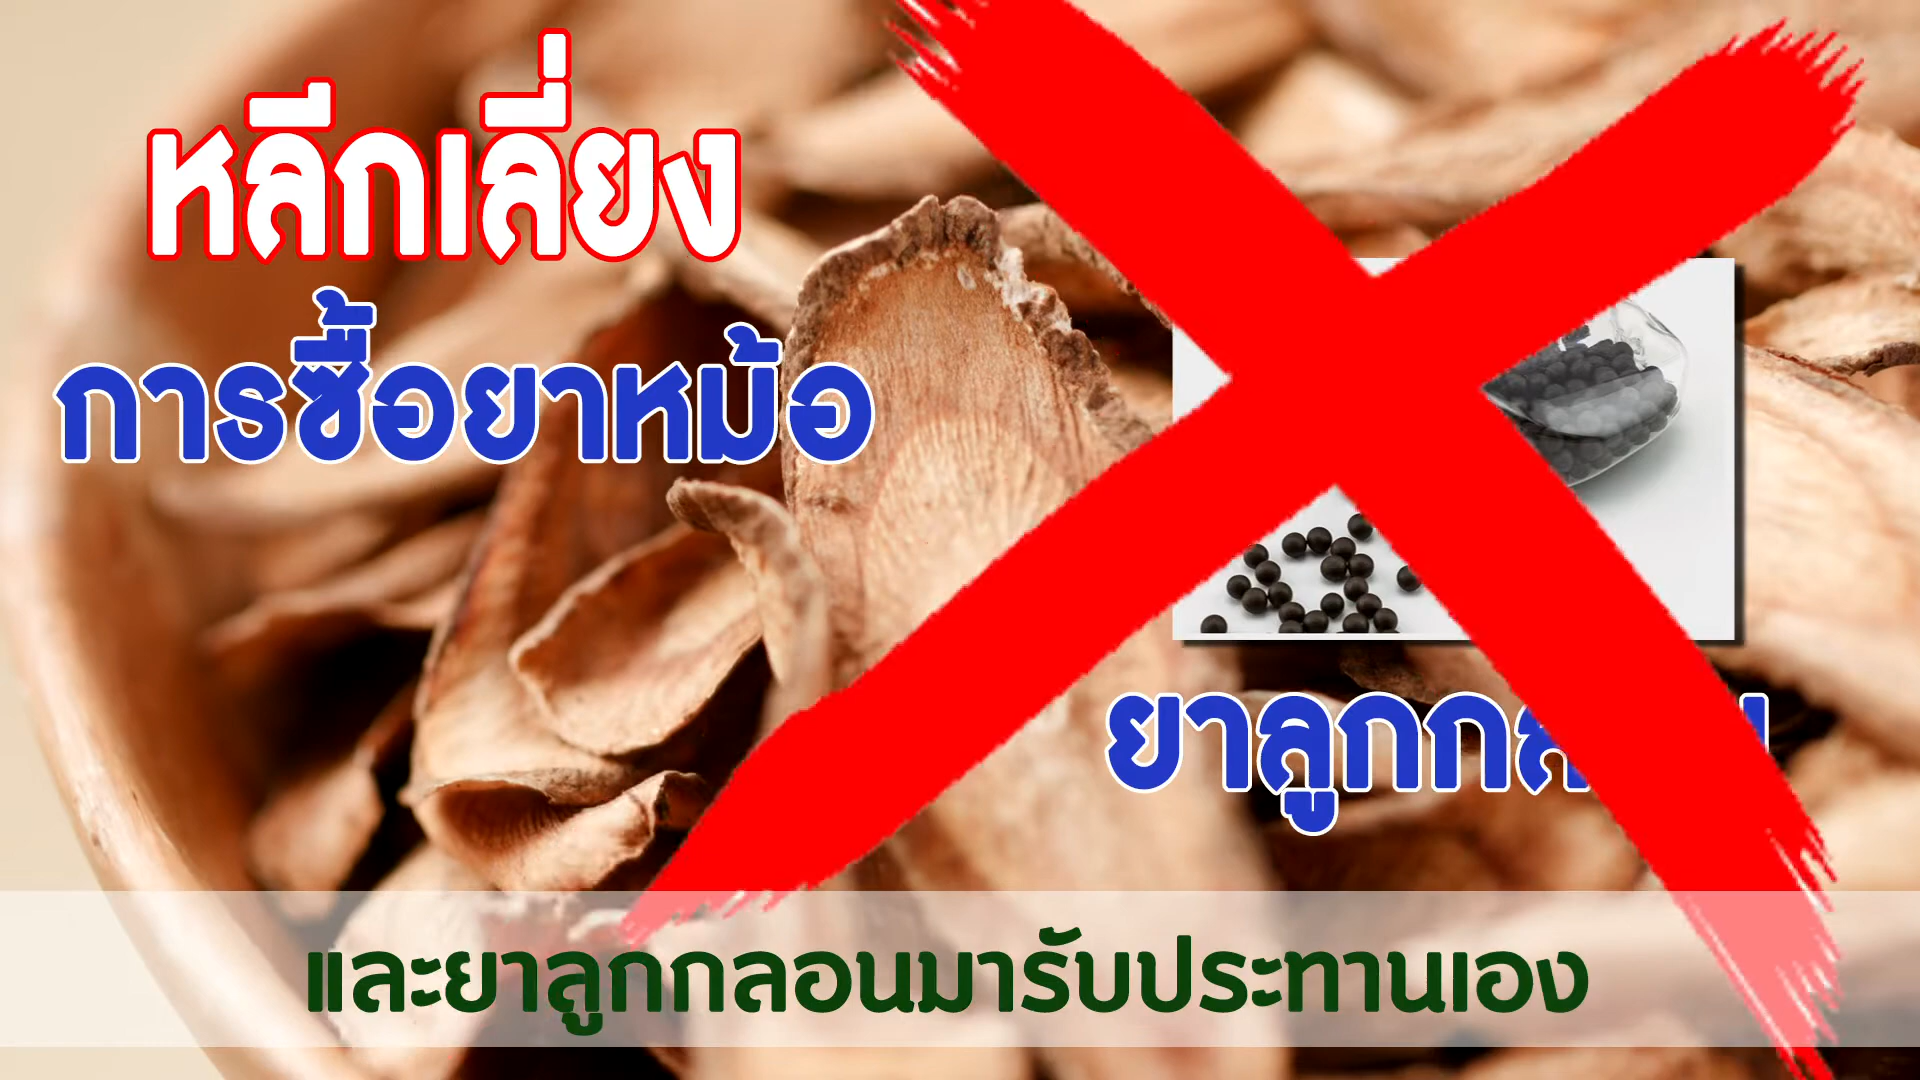 หลีกเลี่ยง
การซื้อยาหม้อ
ยาลูกกล
และยาลูกกลอนมารับประทานเอง